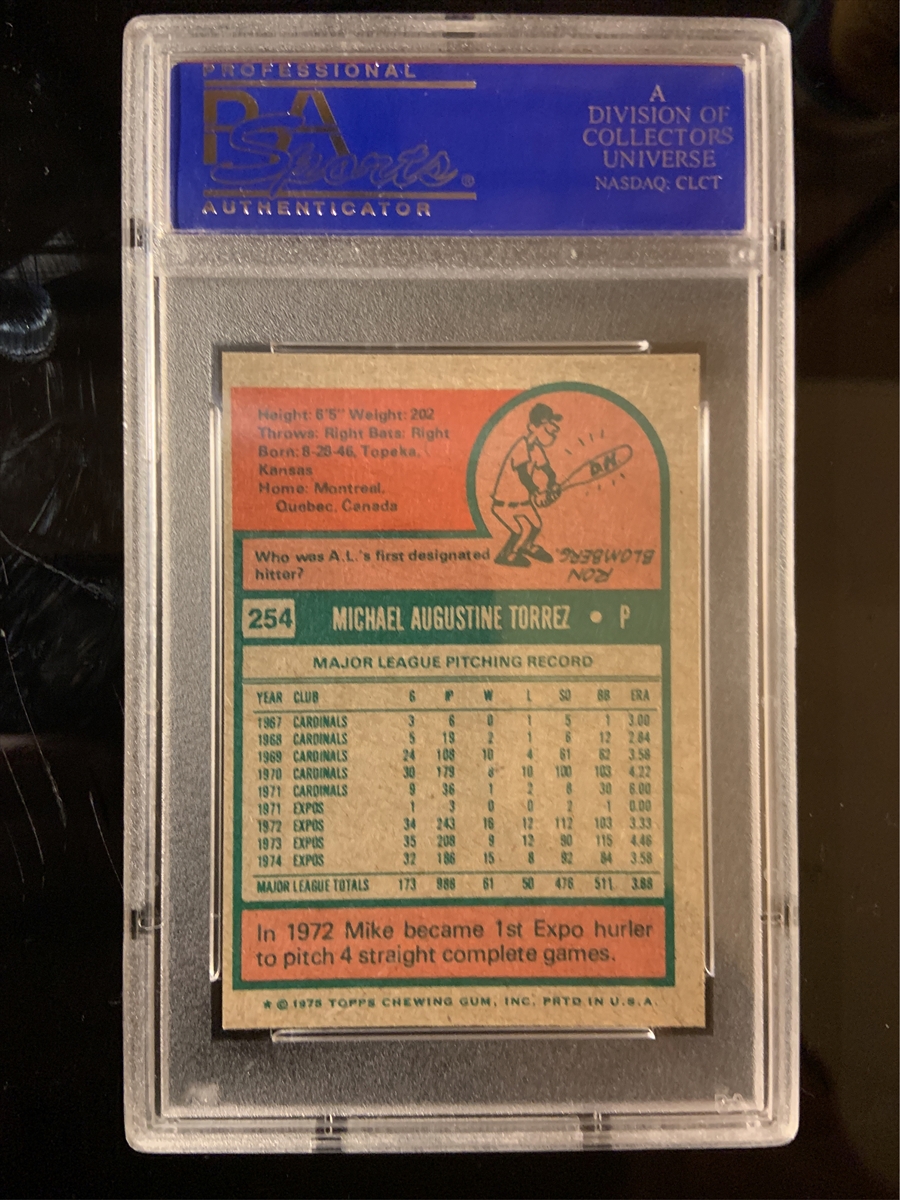 PROFESSIONAL
PSA
Sports®
AUTHENTICATOR
A
DIVISION OF
COLLECTORS
UNIVERSE
NASDAQ: CLCT
Height: 6'5" Weight: 202
Throws: Right Bats: Right
Born: 8-28-46, Topeka,
Kansas
Home: Montreal,
Quebec, Canada
Who was A.L.'s first designated
hitter?
RON
BLOMBERG.
254 MICHAEL AUGUSTINE TORREZ • P
MAJOR LEAGUE PITCHING RECORD
YEAR CLUB G IP W L SO BB ERA
1967 CARDINALS 3 6 0 1 5 1 3.00
1968 CARDINALS 5 19 2 1 6 12 2.84
1969 CARDINALS 24 108 10 4 61 62 3.58
1970 CARDINALS 30 179 8 10 100 103 4.22
1971 CARDINALS 9 36 1 2 8 30 6.00
1971 EXPOS 1 3 0 0 2 1 0.00
1972 EXPOS 34 243 16 12 112 103 3.33
1973 EXPOS 35 208 9 12 90 115 4.46
1974 EXPOS 32 186 15 8 92 84 3.58
MAJOR LEAGUE TOTALS 173 988 61 50 476 511 3.88
In 1972 Mike became 1st Expo hurler
to pitch 4 straight complete games.
★ © 1975 TOPPS CHEWING GUM, INC. PRTD IN U.S.A.